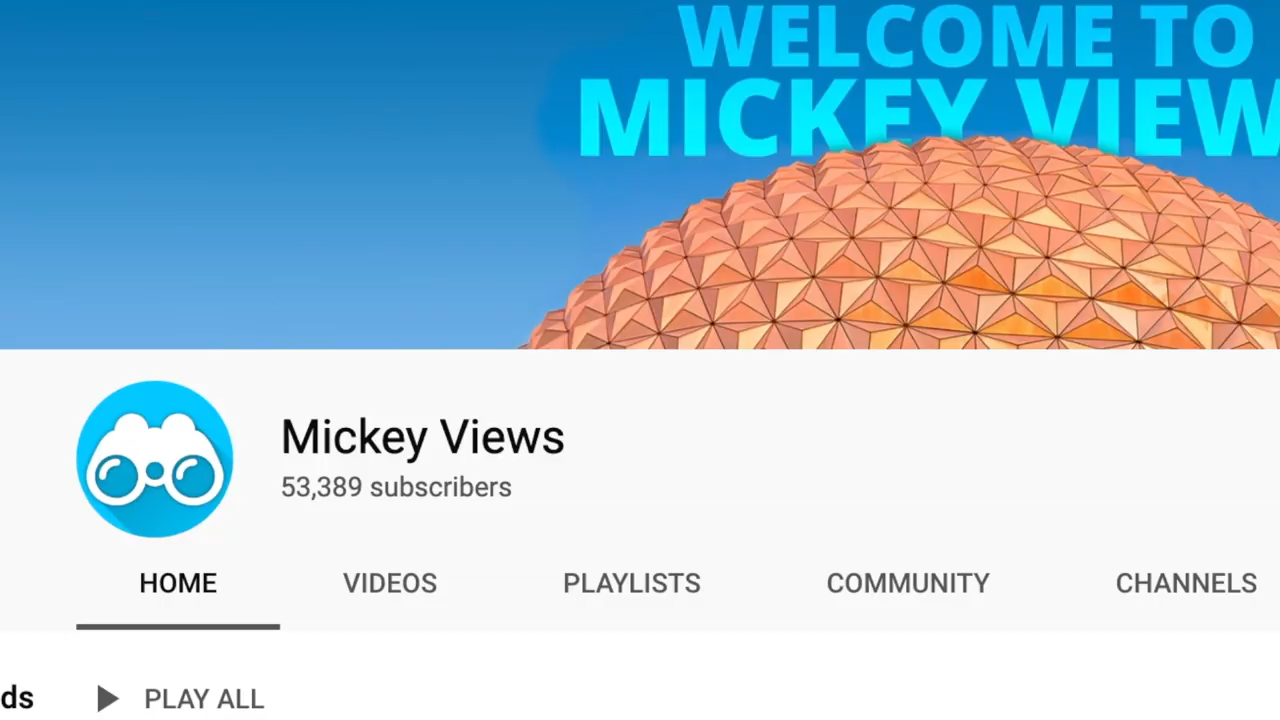 WELCOME TO
MICKEY VIEW
Mickey Views
53,389 subscribers
HOME VIDEOS PLAYLISTS COMMUNITY CHANNELS
ds PLAY ALL